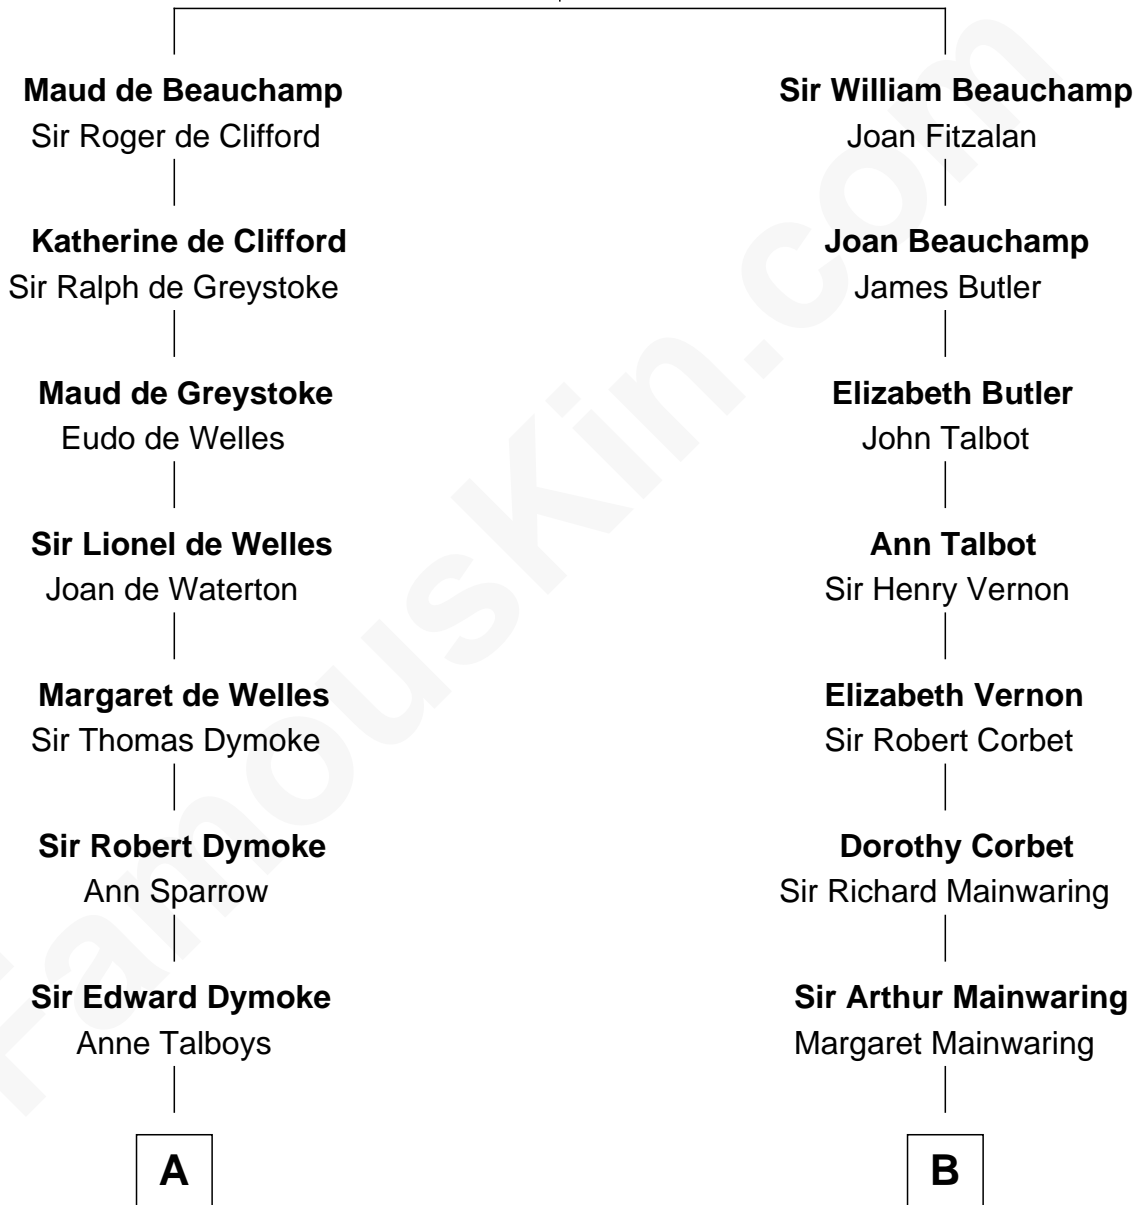 Maud de Beauchamp
Sir Roger de Clifford
Katherine de Clifford
Sir Ralph de Greystoke
Maud de Greystoke
Eudo de Welles
Sir Lionel de Welles
Joan de Waterton
Margaret de Welles
Sir Thomas Dymoke
Sir Robert Dymoke
Ann Sparrow
Sir Edward Dymoke
Anne Talboys
A
Sir William Beauchamp
Joan Fitzalan
Joan Beauchamp
James Butler
Elizabeth Butler
John Talbot
Ann Talbot
Sir Henry Vernon
Elizabeth Vernon
Sir Robert Corbet
Dorothy Corbet
Sir Richard Mainwaring
Sir Arthur Mainwaring
Margaret Mainwaring
B
FamousKin.com